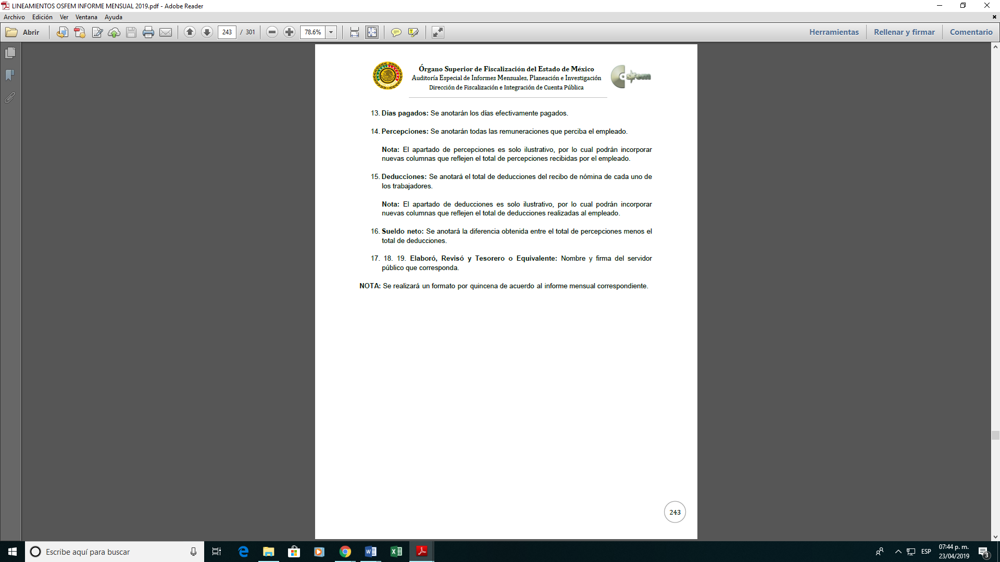 LINEAMIENTOS OSFEM INFORME MENSUAL 2019.pdf - Adobe Reader
Archivo Edición Ver Ventana Ayuda
Abrir 243 / 301 78.6% Herramientas Rellenar y firmar Comentario
Órgano Superior de Fiscalización del Estado de México
Auditoría Especial de Informes Mensuales, Planeación e Investigación
Dirección de Fiscalización e Integración de Cuenta Pública
osfem
13. Días pagados: Se anotarán los días efectivamente pagados.
14. Percepciones: Se anotarán todas las remuneraciones que perciba el empleado.
Nota: El apartado de percepciones es solo ilustrativo, por lo cual podrán incorporar
nuevas columnas que reflejen el total de percepciones recibidas por el empleado.
15. Deducciones: Se anotará el total de deducciones del recibo de nómina de cada uno de
los trabajadores.
Nota: El apartado de deducciones es solo ilustrativo, por lo cual podrán incorporar
nuevas columnas que reflejen el total de deducciones realizadas al empleado.
16. Sueldo neto: Se anotará la diferencia obtenida entre el total de percepciones menos el
total de deducciones.
17. 18. 19. Elaboró, Revisó y Tesorero o Equivalente: Nombre y firma del servidor
público que corresponda.
NOTA: Se realizará un formato por quincena de acuerdo al informe mensual correspondiente.
243
Escribe aquí para buscar
ESP
07:44 p. m.
23/04/2019
3